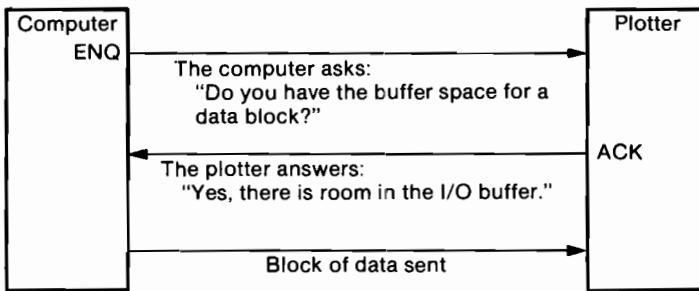 Computer
Plotter
ENQ
The computer asks:
"Do you have the buffer space for a
data block?"
ACK
The plotter answers:
"Yes, there is room in the I/O buffer."
Block of data sent